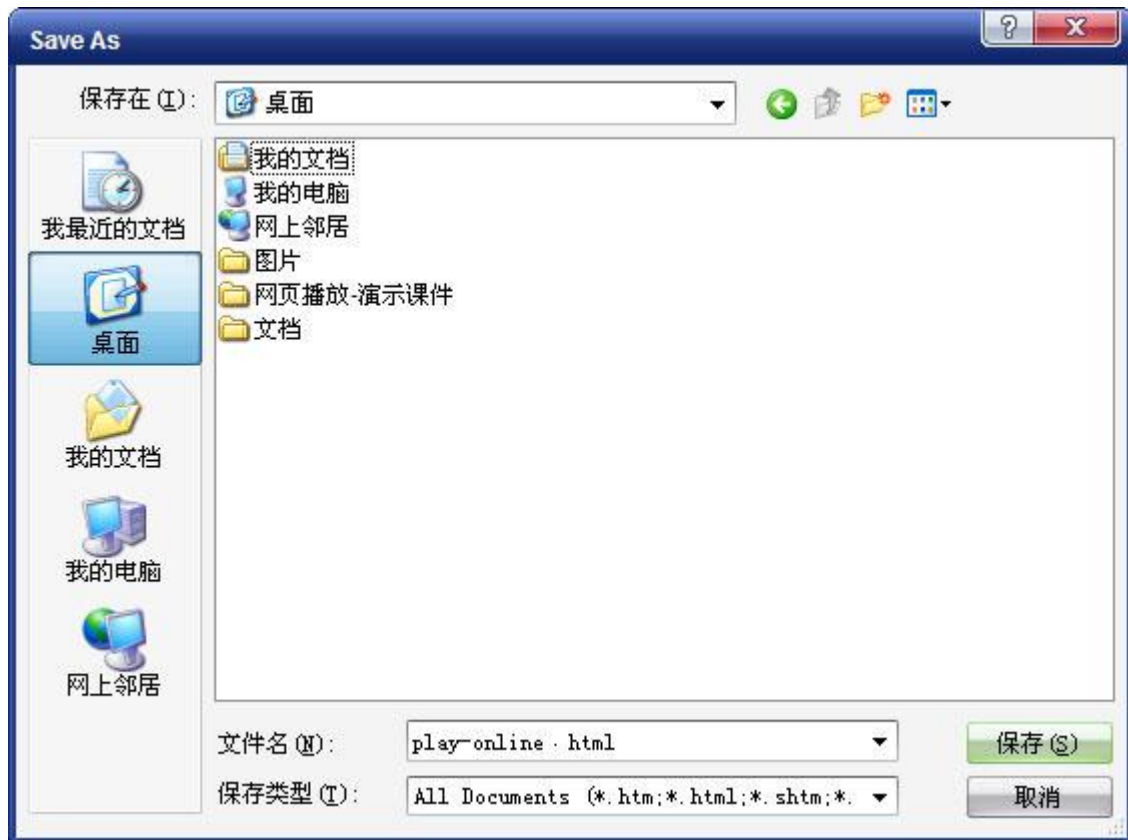 Save As
保存在(I):
桌面
我最近的文档
桌面
我的文档
我的电脑
网上邻居
我的文档
我的电脑
网上邻居
图片
网页播放-演示课件
文档
文件名(N):
play-online.html
保存(S)
保存类型(T):
All Documents (*.htm;*.html;*.shtm;*.
取消